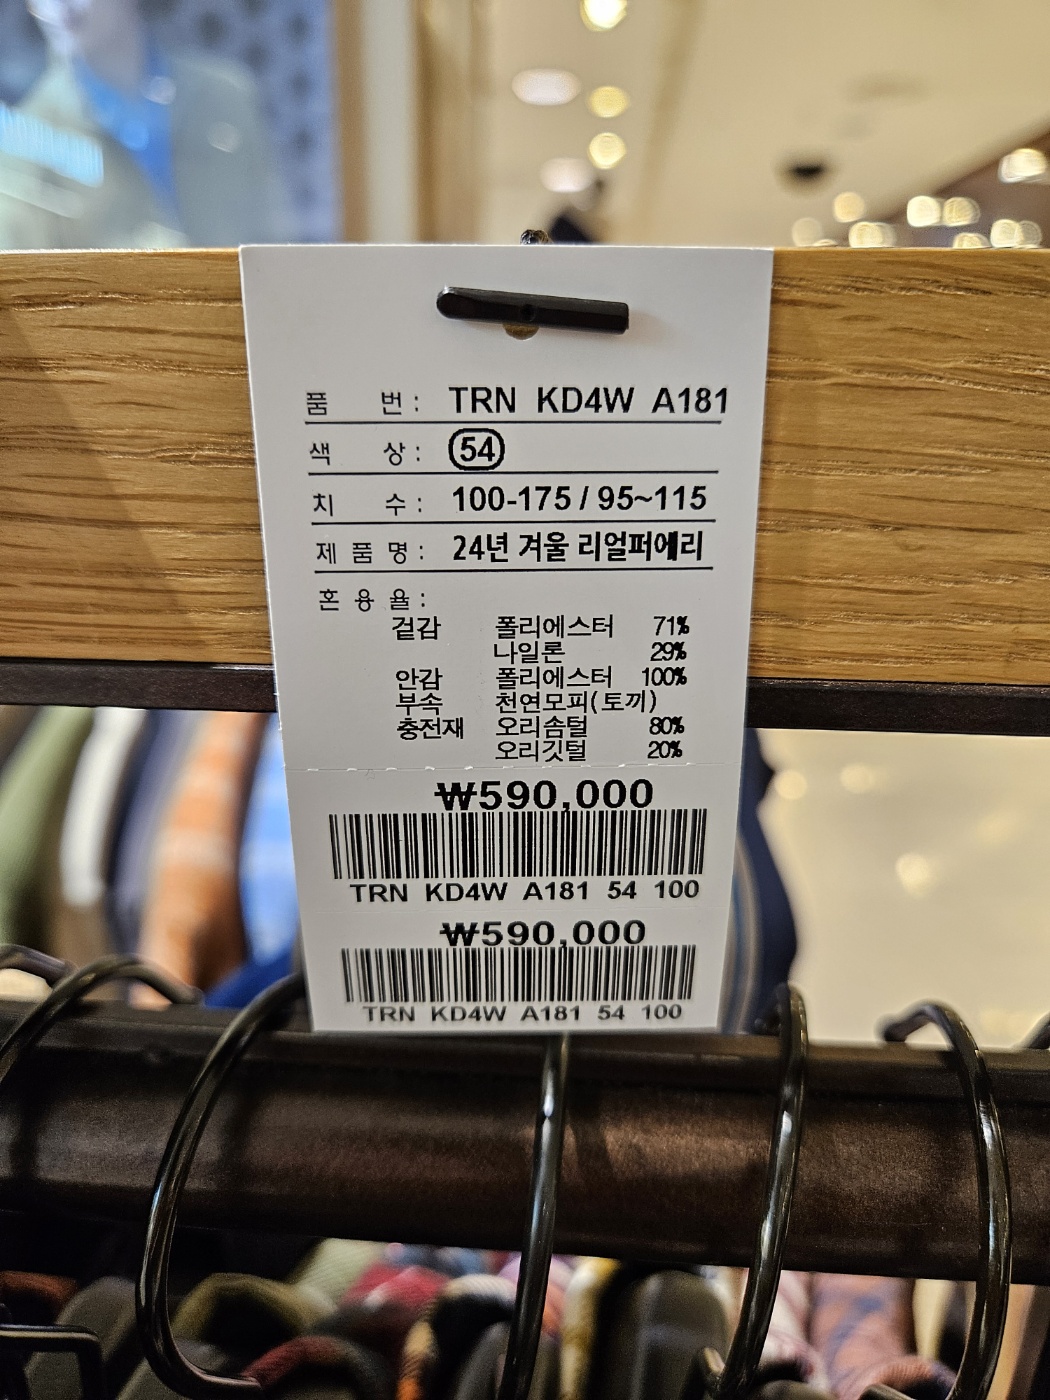 품 번 : TRN KD4W A181
색 상 : 54
치 수 : 100-175 / 95~115
제 품 명 : 24년 겨울 리얼퍼에리
혼 용 율 :
겉감 폴리에스터 71%
나일론 29%
안감 폴리에스터 100%
부속 천연모피(토끼)
충전재 오리솜털 80%
오리깃털 20%
₩590,000
TRN KD4W A181 54 100
₩590,000
TRN KD4W A181 54 100